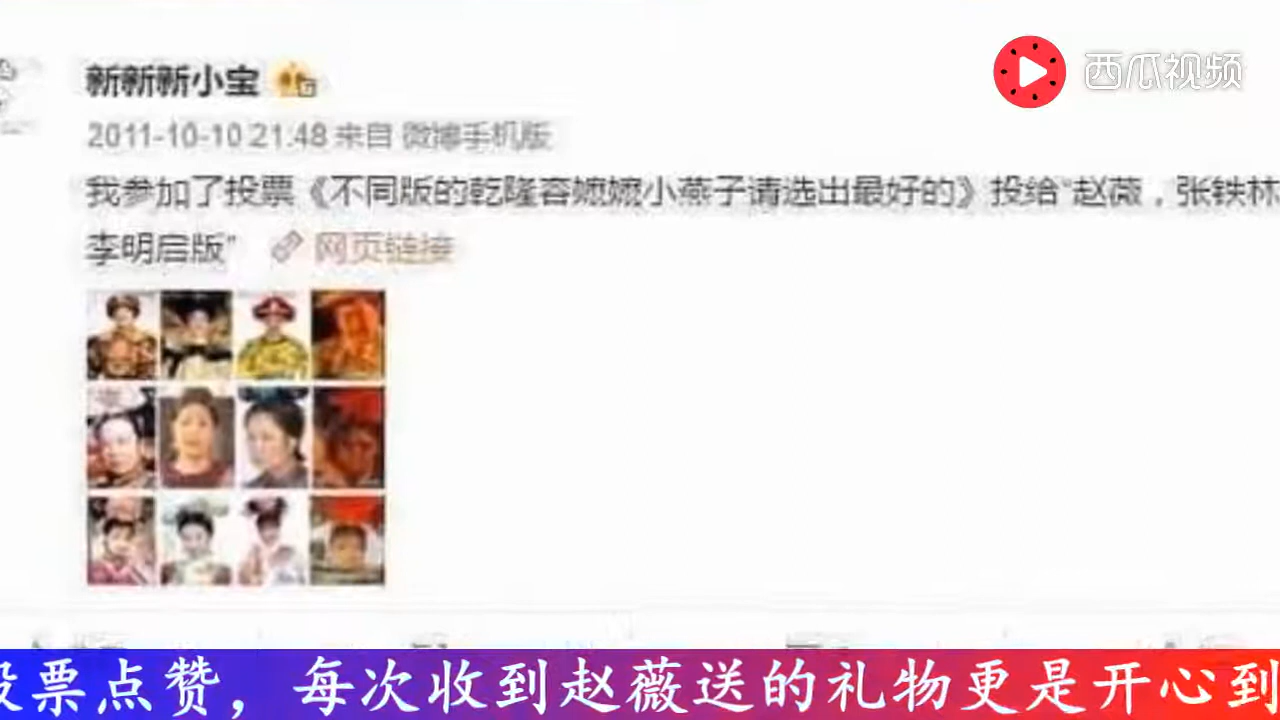 西瓜视频
新新新小宝
2011-10-10 21:48 来自 微博手机版
我参加了投票《不同版的乾隆容嬷嬷小燕子请选出最好的》投给"赵薇，张铁林
李明启版" 网页链接
投票点赞，每次收到赵薇送的礼物更是开心到